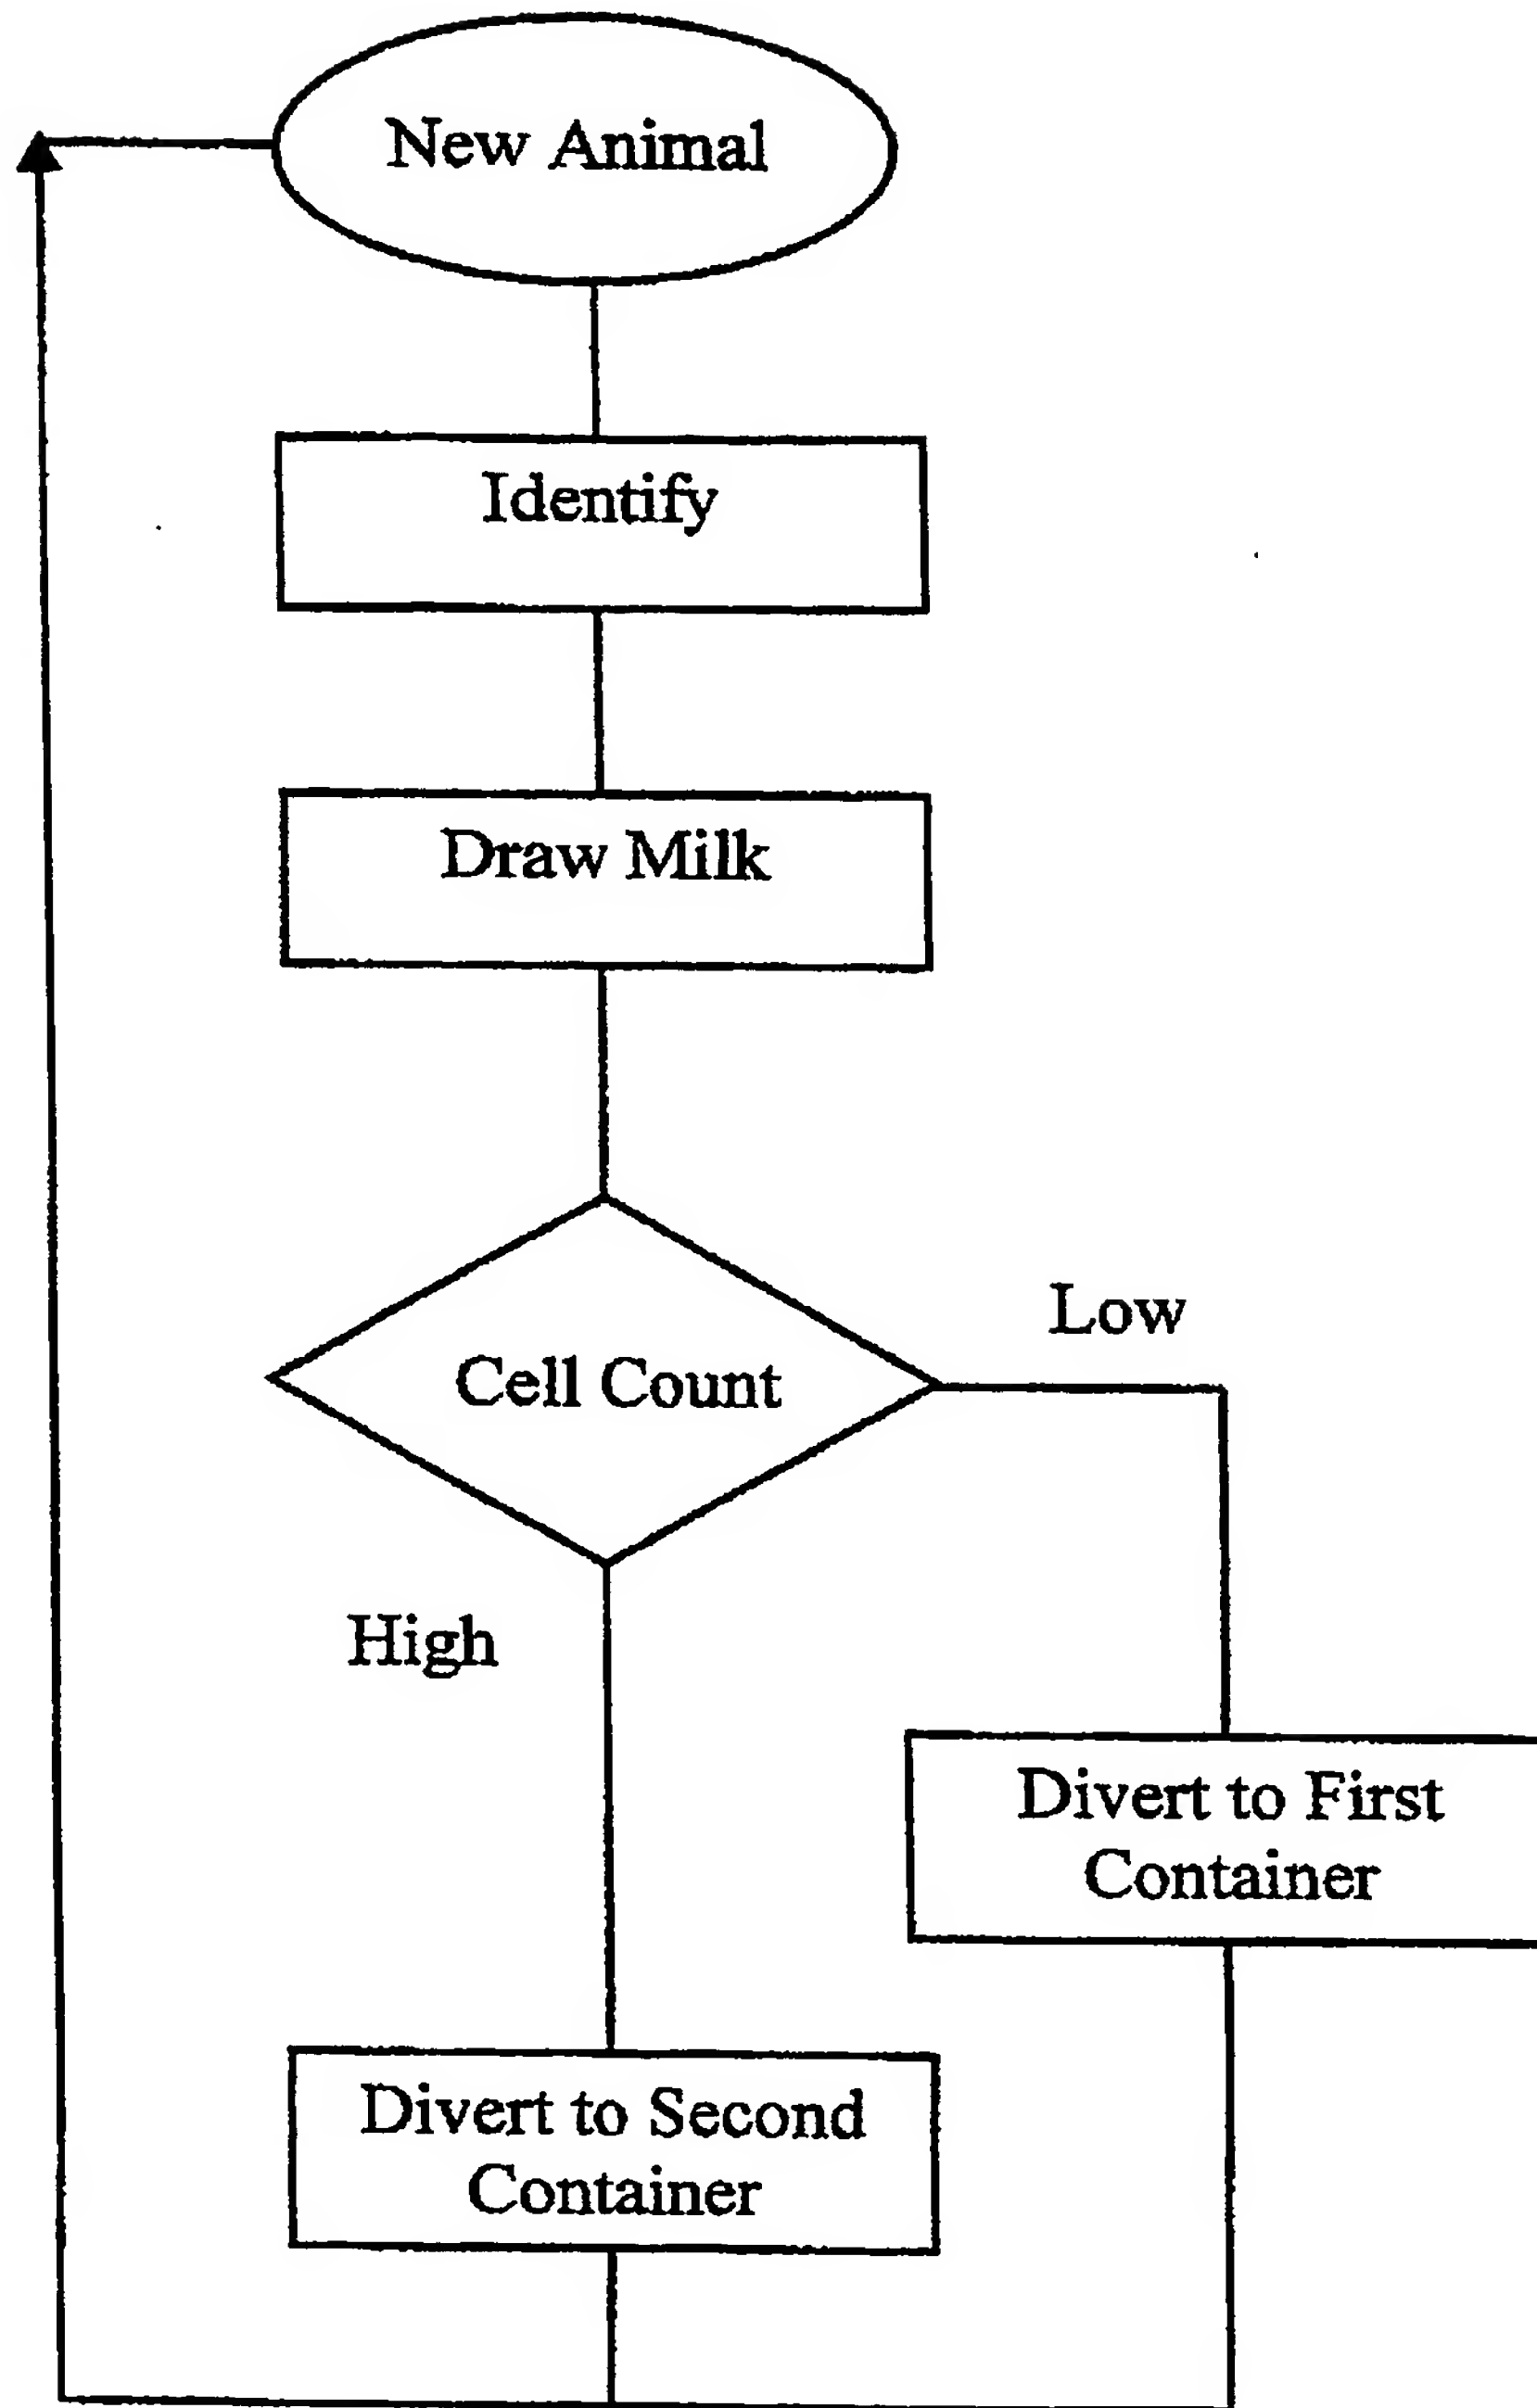 New Animal
Identify
Draw Milk
Cell Count
Low
High
Divert to First
Container
Divert to Second
Container